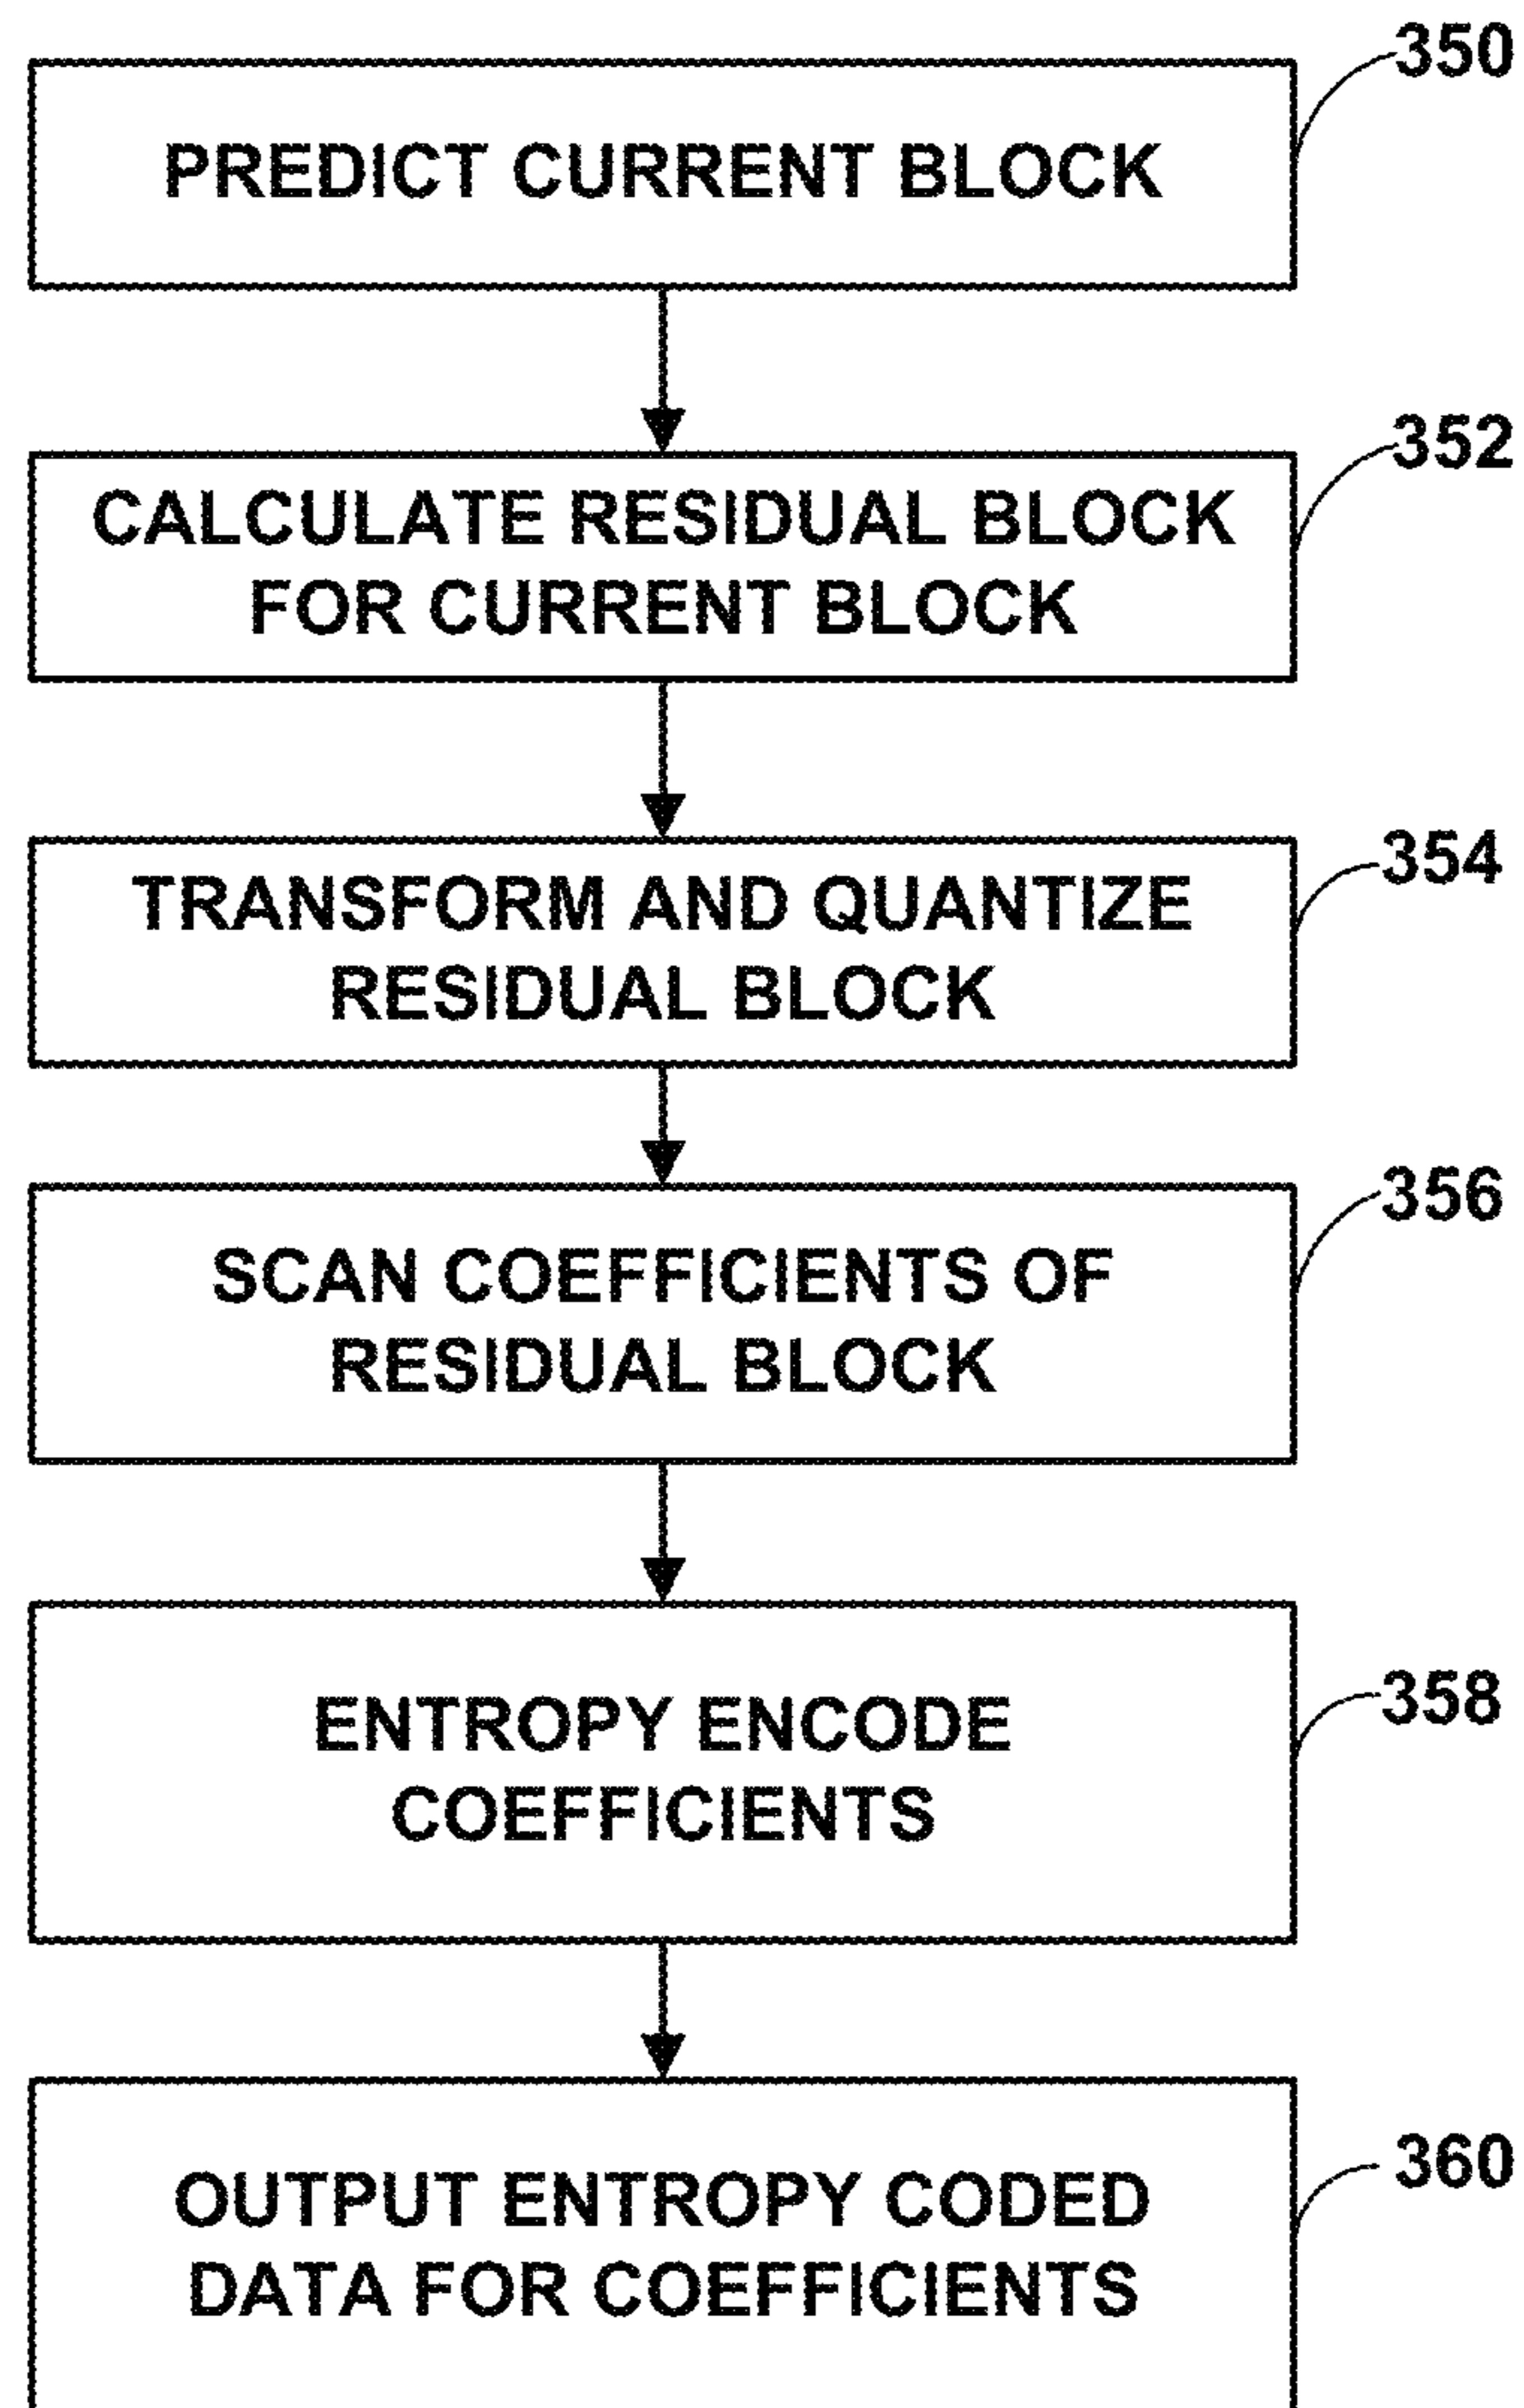 350
PREDICT CURRENT BLOCK
352
CALCULATE RESIDUAL BLOCK
FOR CURRENT BLOCK
354
TRANSFORM AND QUANTIZE
RESIDUAL BLOCK
356
SCAN COEFFICIENTS OF
RESIDUAL BLOCK
358
ENTROPY ENCODE
COEFFICIENTS
360
OUTPUT ENTROPY CODED
DATA FOR COEFFICIENTS